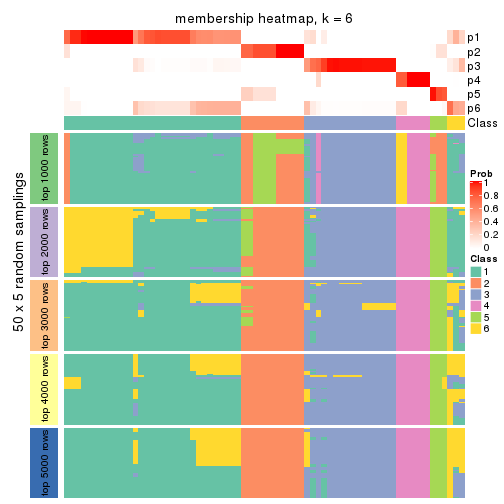 membership heatmap, k = 6
p1
p2
p3
p4
p5
p6
Class
50 x 5 random samplings
top 1000 rows
top 2000 rows
top 3000 rows
top 4000 rows
top 5000 rows
Prob
1
0.8
0.6
0.4
0.2
0
Class
1
2
3
4
5
6